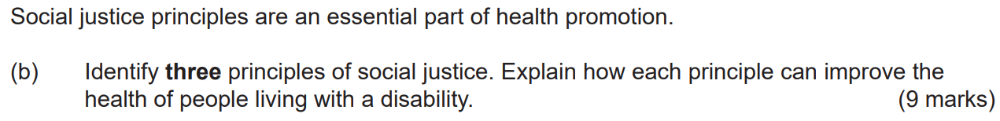 Social justice principles are an essential part of health promotion.
(b) Identify three principles of social justice. Explain how each principle can improve the
health of people living with a disability. (9 marks)